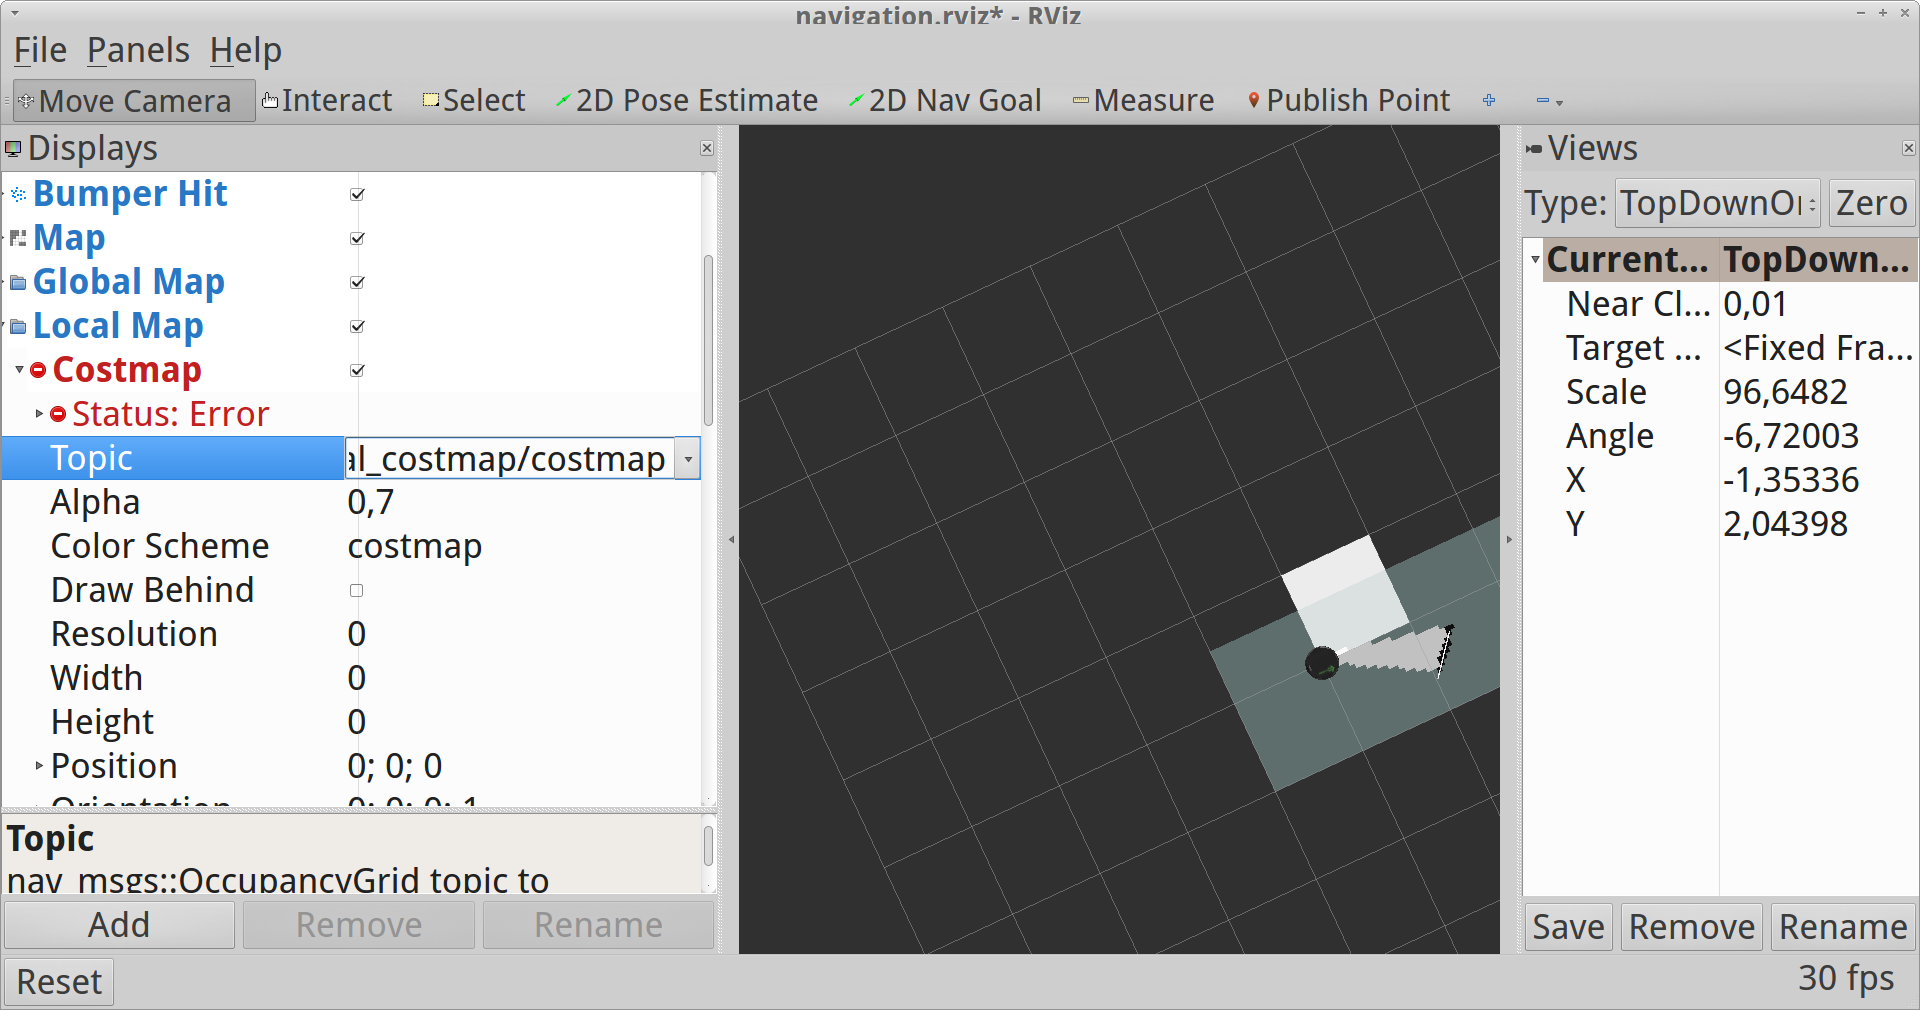 navigation.rviz* - RViz
File Panels Help
Move Camera Interact Select 2D Pose Estimate 2D Nav Goal Measure Publish Point
Displays
Bumper Hit
Map
Global Map
Local Map
Costmap
Status: Error
Topic al_costmap/costmap
Alpha 0,7
Color Scheme costmap
Draw Behind
Resolution 0
Width 0
Height 0
Position 0; 0; 0
Orientation 0; 0; 0; 1
Topic
nav_msgs::OccupancyGrid topic to
Add Remove Rename
Reset
Views
Type: TopDownOr Zero
Current... TopDown...
Near Cl... 0,01
Target ... <Fixed Fra...
Scale 96,6482
Angle -6,72003
X -1,35336
Y 2,04398
Save Remove Rename
30 fps